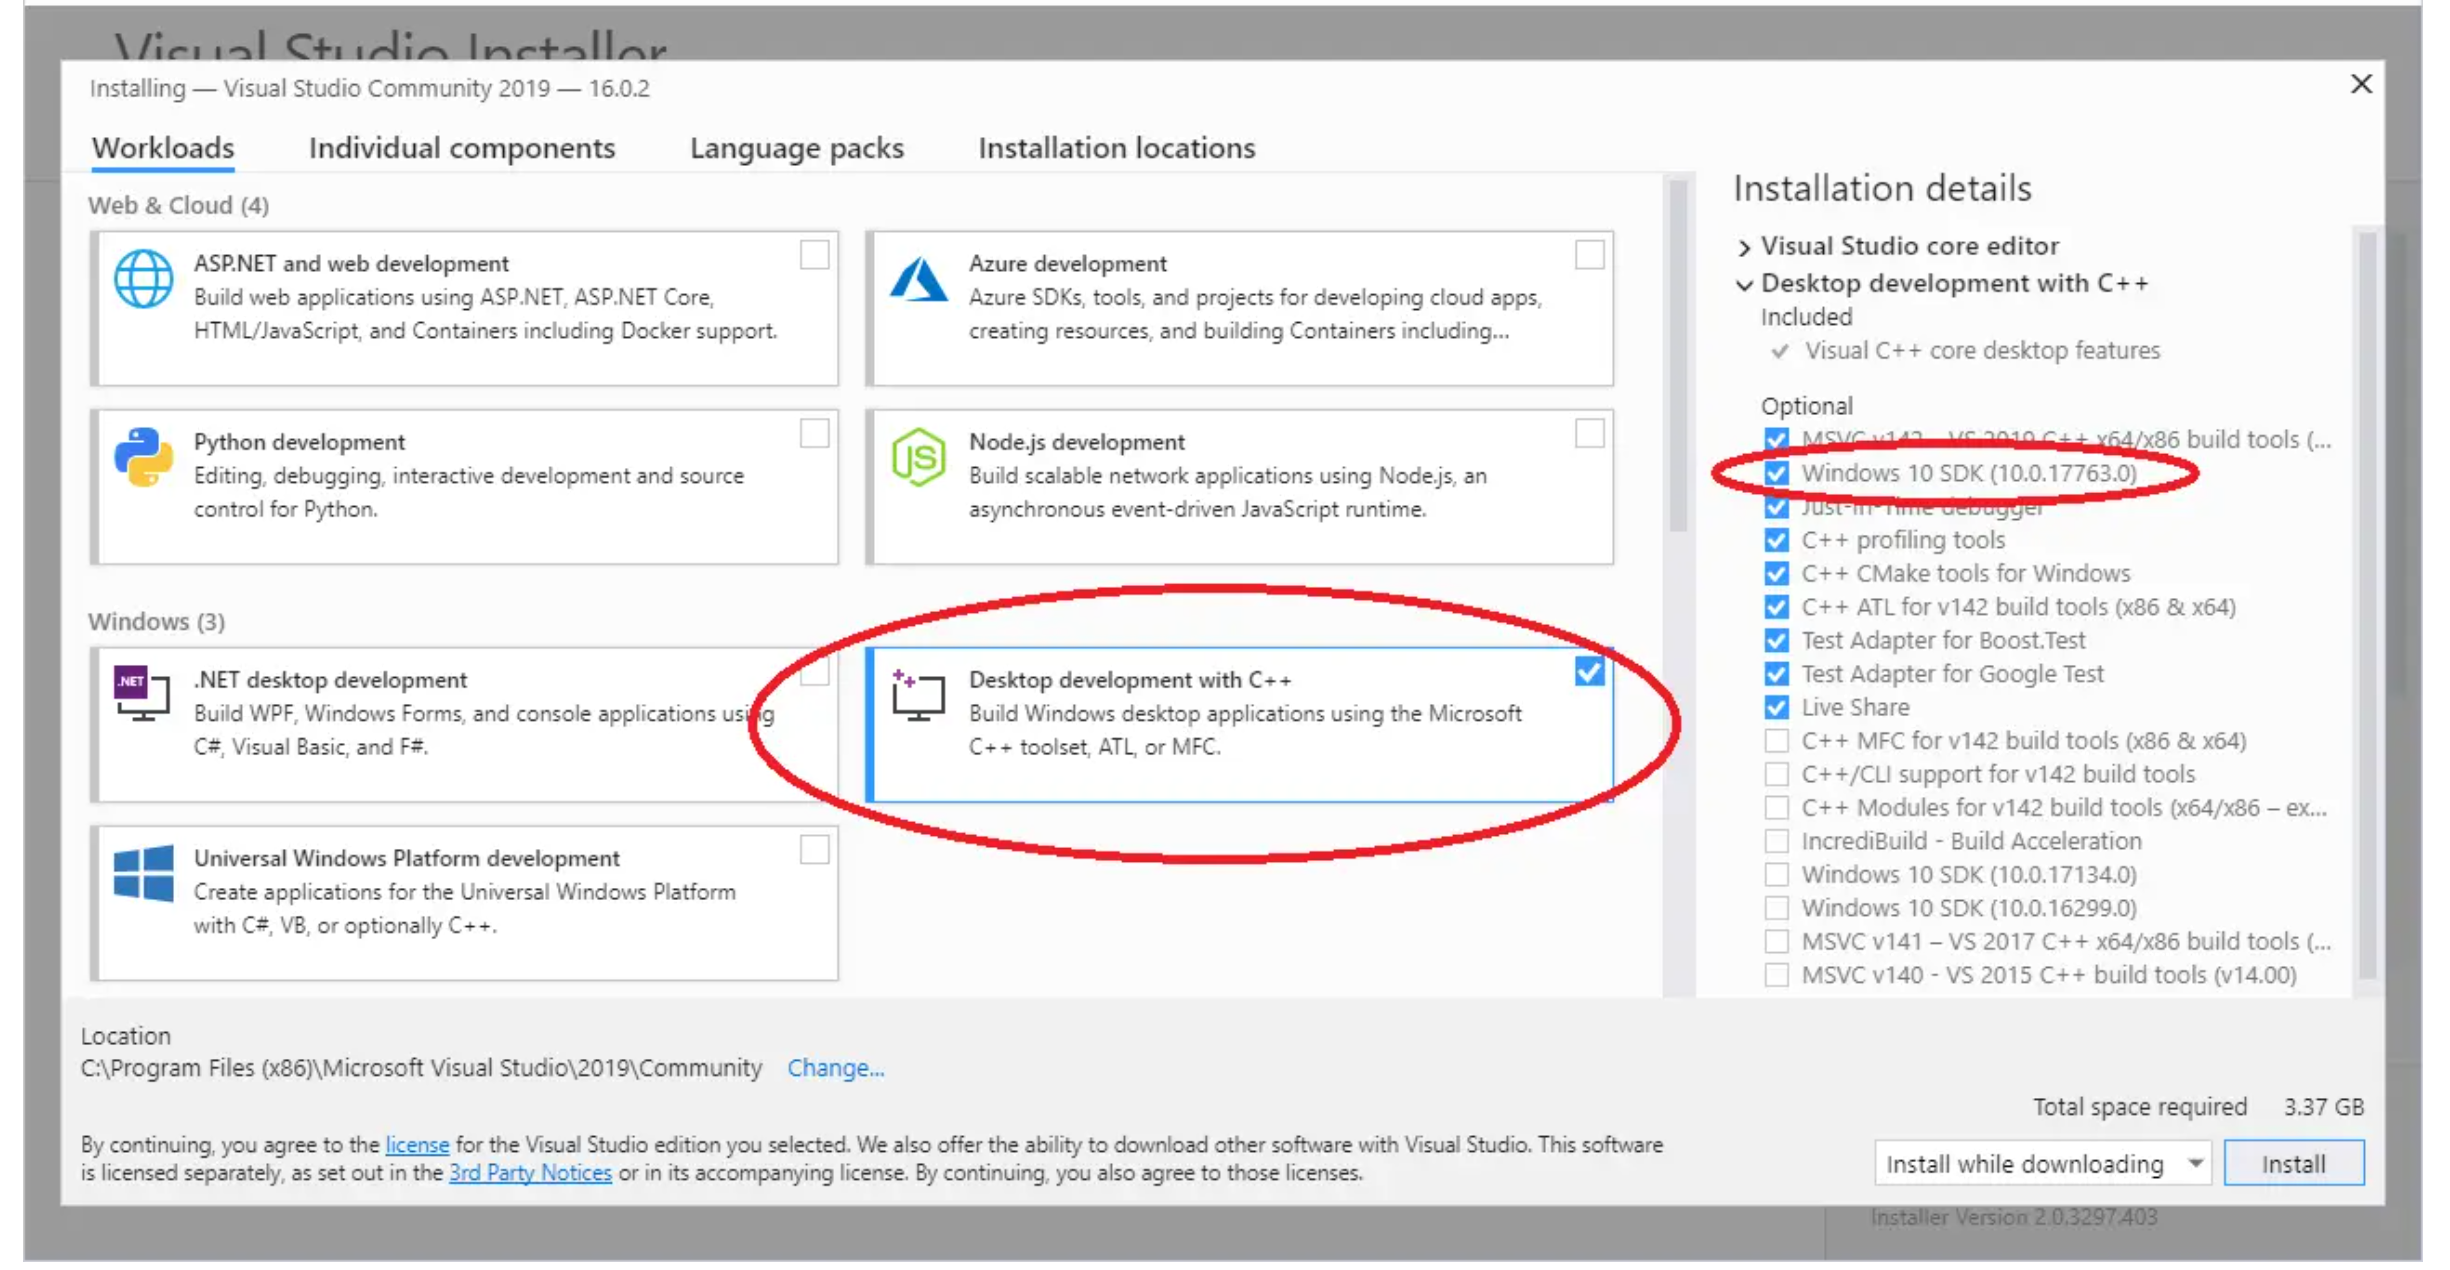 Visual Studio Installer
Installing — Visual Studio Community 2019 — 16.0.2
Workloads
Individual components
Language packs
Installation locations
Web & Cloud (4)
ASP.NET and web development
Build web applications using ASP.NET, ASP.NET Core,
HTML/JavaScript, and Containers including Docker support.
Azure development
Azure SDKs, tools, and projects for developing cloud apps,
creating resources, and building Containers including...
Python development
Editing, debugging, interactive development and source
control for Python.
JS
Node.js development
Build scalable network applications using Node.js, an
asynchronous event-driven JavaScript runtime.
Windows (3)
.NET
.NET desktop development
Build WPF, Windows Forms, and console applications using
C#, Visual Basic, and F#.
Desktop development with C++
Build Windows desktop applications using the Microsoft
C++ toolset, ATL, or MFC.
Universal Windows Platform development
Create applications for the Universal Windows Platform
with C#, VB, or optionally C++.
Installation details
Visual Studio core editor
Desktop development with C++
Included
Visual C++ core desktop features
Optional
MSVC v142 - VS 2019 C++ x64/x86 build tools (...
Windows 10 SDK (10.0.17763.0)
Just-In-Time debugger
C++ profiling tools
C++ CMake tools for Windows
C++ ATL for v142 build tools (x86 & x64)
Test Adapter for Boost.Test
Test Adapter for Google Test
Live Share
C++ MFC for v142 build tools (x86 & x64)
C++/CLI support for v142 build tools
C++ Modules for v142 build tools (x64/x86 – ex...
IncrediBuild - Build Acceleration
Windows 10 SDK (10.0.17134.0)
Windows 10 SDK (10.0.16299.0)
MSVC v141 – VS 2017 C++ x64/x86 build tools (...
MSVC v140 - VS 2015 C++ build tools (v14.00)
Location
C:\Program Files (x86)\Microsoft Visual Studio\2019\Community Change...
Total space required 3.37 GB
By continuing, you agree to the license for the Visual Studio edition you selected. We also offer the ability to download other software with Visual Studio. This software
is licensed separately, as set out in the 3rd Party Notices or in its accompanying license. By continuing, you also agree to those licenses.
Install while downloading
Install
Installer Version 2.0.3297.403